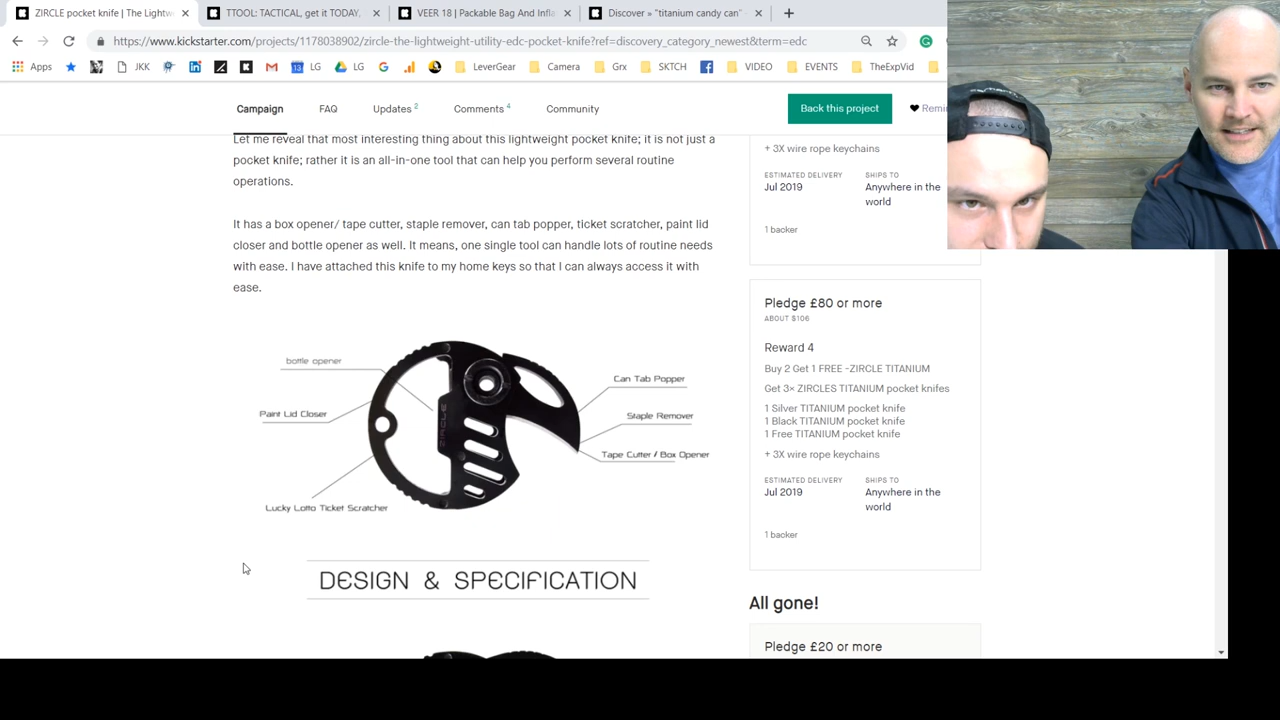 ZIRCLE pocket knife | The Lightw
TTOOL: TACTICAL, get it TODAY,
VEER 18 | Packable Bag And Infla
Discover » "titanium candy can"
https://www.kickstarter.com/projects/1178038902/zircle-the-lightweight-utility-edc-pocket-knife?ref=discovery_category_newest&term=edc
Apps
JKK
LG
LG
LeverGear
Camera
Grx
SKTCH
VIDEO
EVENTS
TheExpVid
Campaign
FAQ
Updates 2
Comments 4
Community
Back this project
Remi
Let me reveal that most interesting thing about this lightweight pocket knife; it is not just a
pocket knife; rather it is an all-in-one tool that can help you perform several routine
operations.
It has a box opener/ tape cutter, staple remover, can tab popper, ticket scratcher, paint lid
closer and bottle opener as well. It means, one single tool can handle lots of routine needs
with ease. I have attached this knife to my home keys so that I can always access it with
ease.
bottle opener
Paint Lid Closer
Lucky Lotto Ticket Scratcher
ZIRCLE
Can Tab Popper
Staple Remover
Tape Cutter / Box Opener
DESIGN & SPECIFICATION
+ 3X wire rope keychains
ESTIMATED DELIVERY
Jul 2019
SHIPS TO
Anywhere in the
world
1 backer
Pledge £80 or more
ABOUT $106
Reward 4
Buy 2 Get 1 FREE -ZIRCLE TITANIUM
Get 3× ZIRCLES TITANIUM pocket knifes
1 Silver TITANIUM pocket knife
1 Black TITANIUM pocket knife
1 Free TITANIUM pocket knife
+ 3X wire rope keychains
ESTIMATED DELIVERY
Jul 2019
SHIPS TO
Anywhere in the
world
1 backer
All gone!
Pledge £20 or more